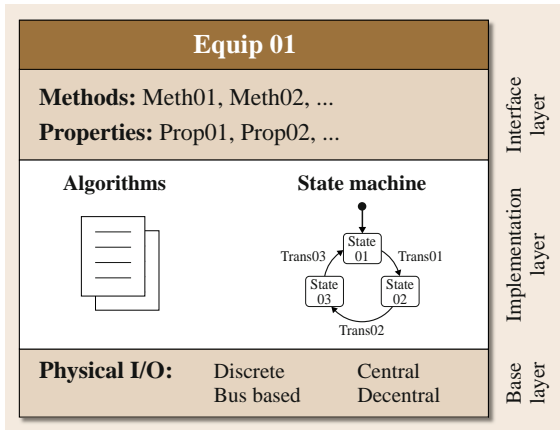 Equip 01
Methods: Meth01, Meth02, ...
Properties: Prop01, Prop02, ...
Interface
layer
Algorithms
State machine
State
01
Trans03
Trans01
State
03
State
02
Trans02
Implementation
layer
Physical I/O:
Discrete
Central
Bus based
Decentral
Base
layer